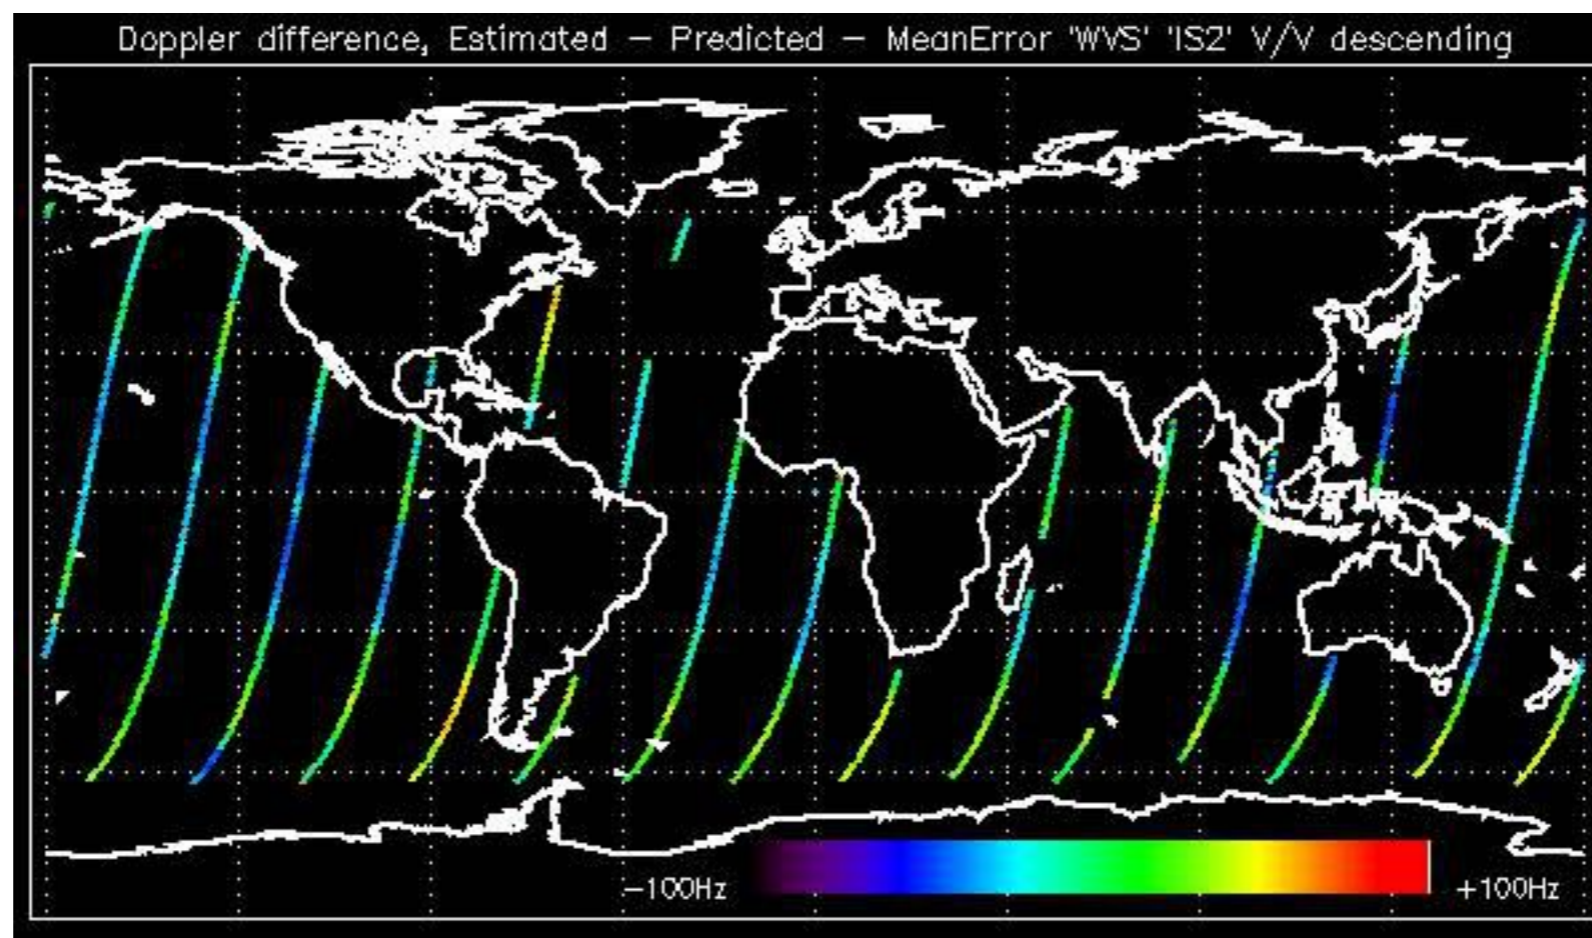 Doppler difference, Estimated – Predicted – MeanError 'WVS' 'IS2' V/V descending
–100Hz
+100Hz